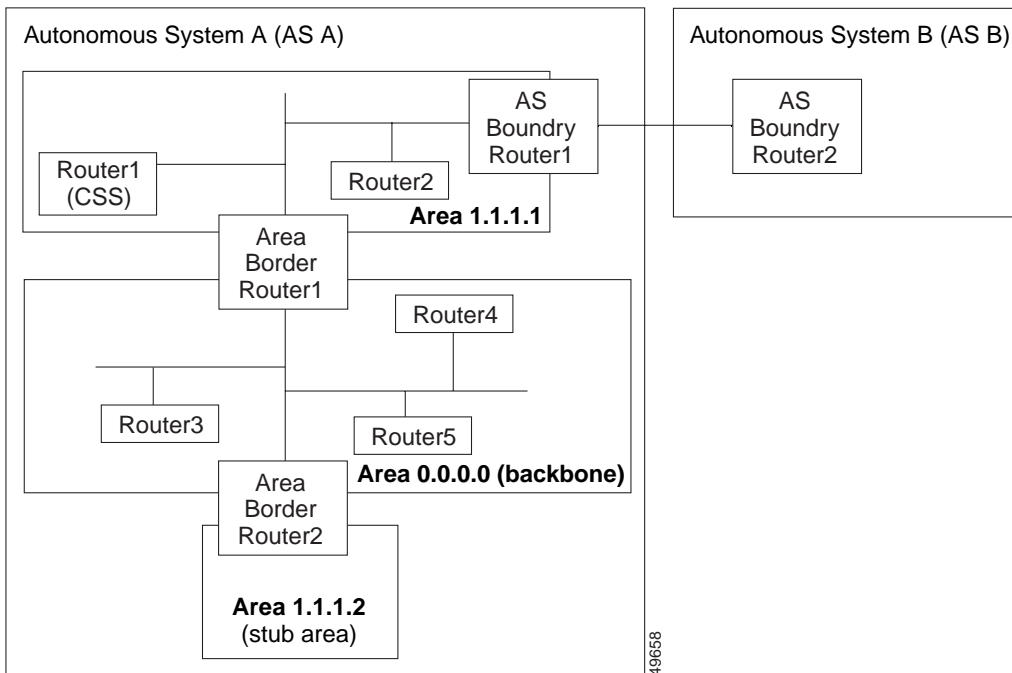 Autonomous System A (AS A)
Autonomous System B (AS B)
AS
Boundry
Router1
AS
Boundry
Router2
Router1
(CSS)
Router2
Area 1.1.1.1
Area
Border
Router1
Router4
Router3
Router5
Area 0.0.0.0 (backbone)
Area
Border
Router2
Area 1.1.1.2
(stub area)
49658